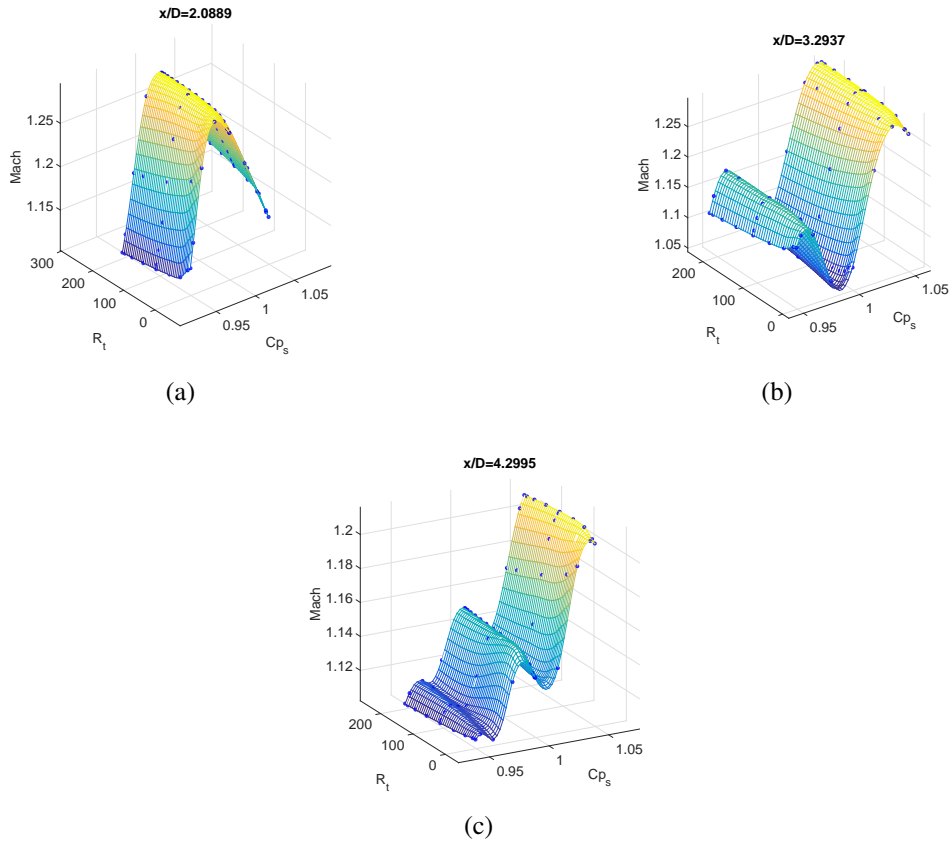 x/D=2.0889
1.25
1.2
1.15
Mach
300
200
100
0
R_t
0.95
1
1.05
Cp_s
(a)
x/D=3.2937
1.25
1.2
1.15
1.1
1.05
Mach
200
100
0
R_t
0.95
1
1.05
Cp_s
(b)
x/D=4.2995
1.2
1.18
1.16
1.14
1.12
Mach
200
100
0
R_t
0.95
1
1.05
Cp_s
(c)